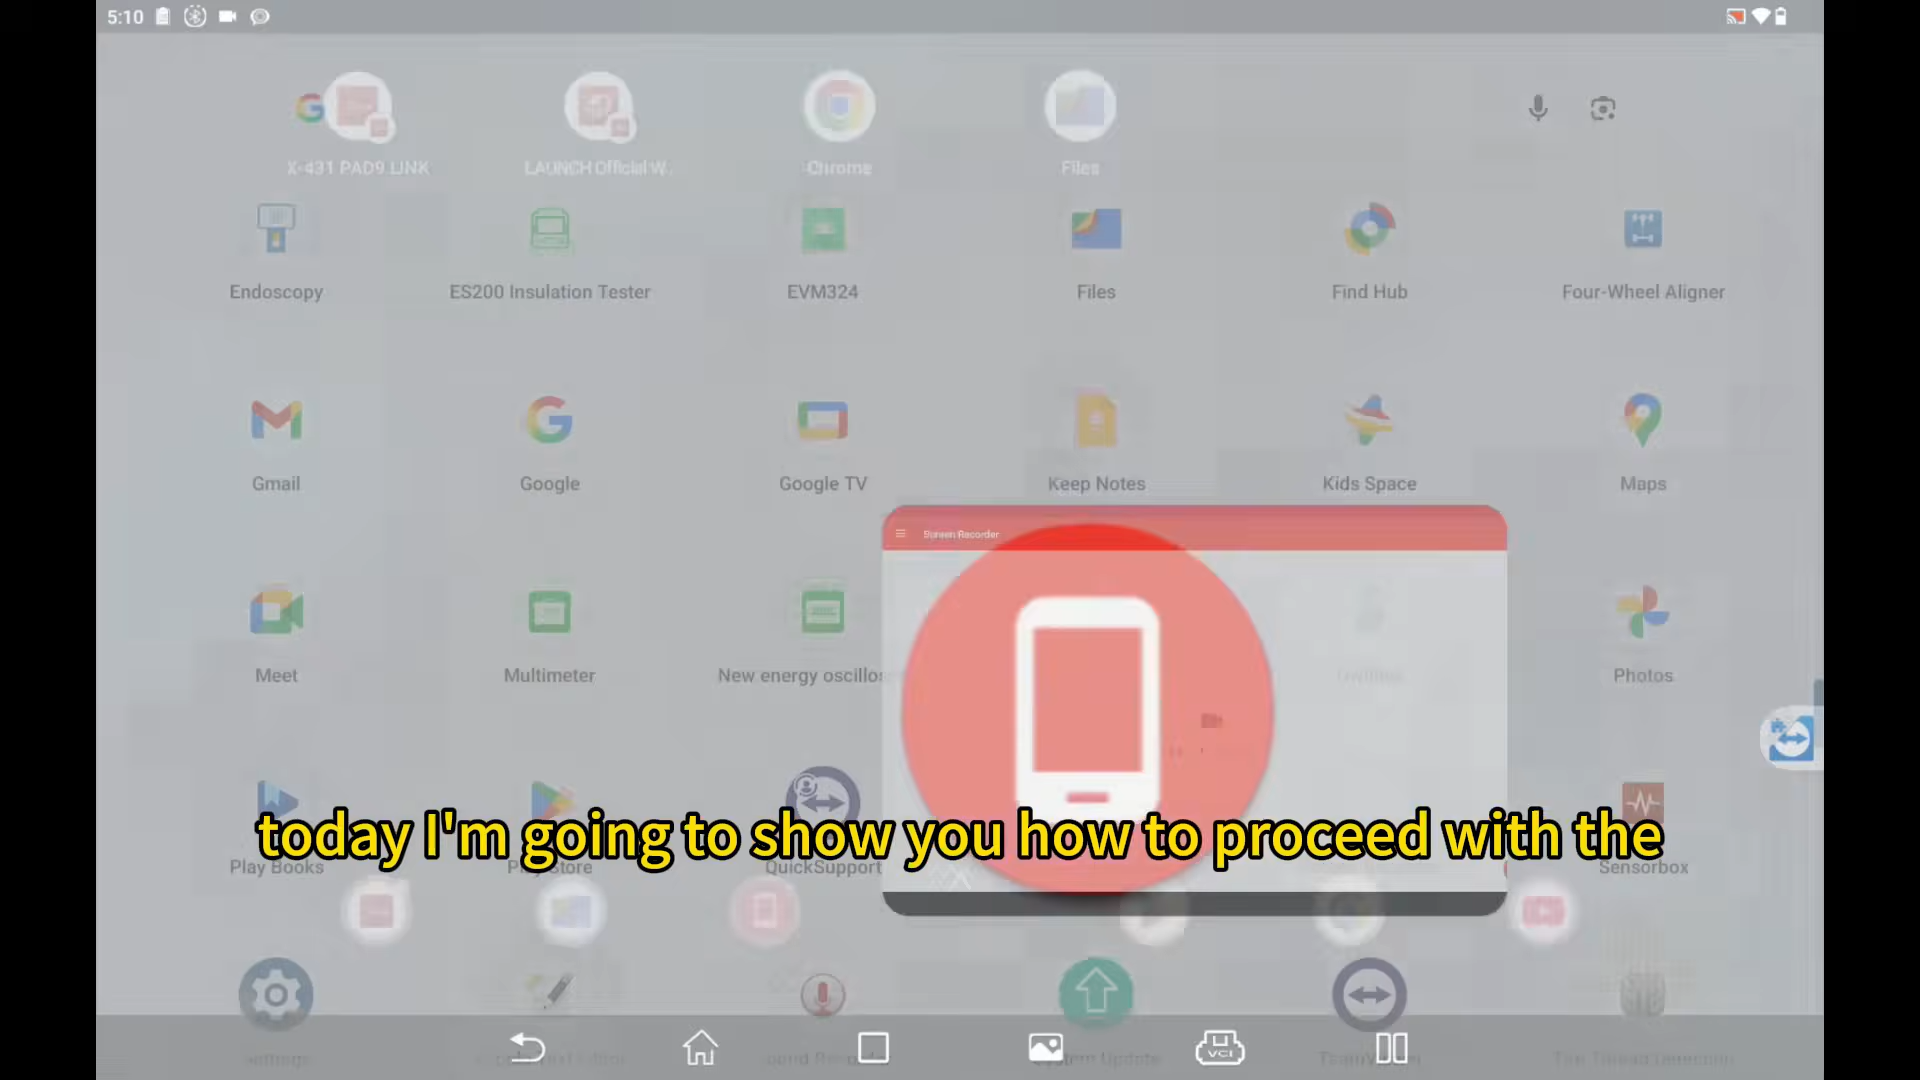 5:10
X-431 PAD9 LINK
LAUNCH Official W...
Chrome
Files
Endoscopy
ES200 Insulation Tester
EVM324
Files
Find Hub
Four-Wheel Aligner
Gmail
Google
Google TV
Keep Notes
Kids Space
Maps
Screen Recorder
Meet
Multimeter
New energy oscillos
Photos
today I'm going to show you how to proceed with the
Play Books
Play Store
QuickSupport
Sensorbox
VCI
Settings
System Update
TeamViewer